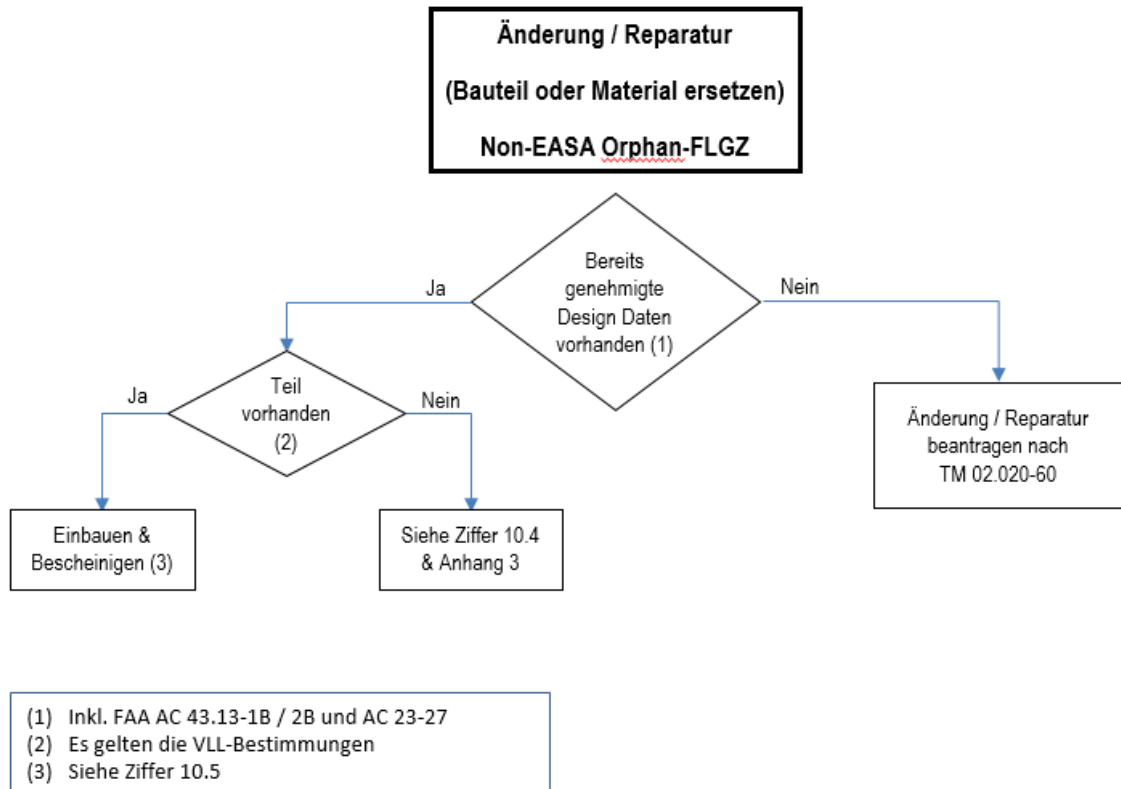 Änderung / Reparatur
(Bauteil oder Material ersetzen)
Non-EASA Orphan-FLGZ
Bereits
genehmigte
Design Daten
vorhanden (1)
Ja
Nein
Teil
vorhanden
(2)
Ja
Nein
Änderung / Reparatur
beantragen nach
TM 02.020-60
Einbauen &
Bescheinigen (3)
Siehe Ziffer 10.4
& Anhang 3
(1) Inkl. FAA AC 43.13-1B / 2B und AC 23-27
(2) Es gelten die VLL-Bestimmungen
(3) Siehe Ziffer 10.5